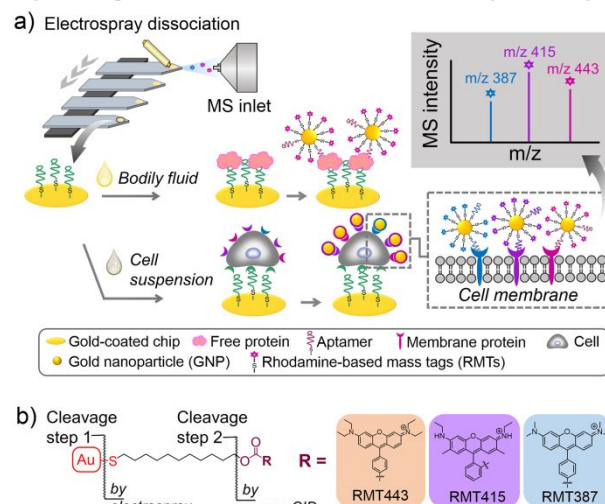 a) Electrospray dissociation
MS inlet
MS intensity
m/z 387
m/z 415
m/z 443
m/z
Bodily fluid
Cell
suspension
Cell membrane
Gold-coated chip Free protein Aptamer Membrane protein Cell
Gold nanoparticle (GNP) Rhodamine-based mass tags (RMTs)
b) Cleavage
step 1
Cleavage
step 2
Au S O O R
R =
by
by
electrospray
RMT443 RMT415 RMT387